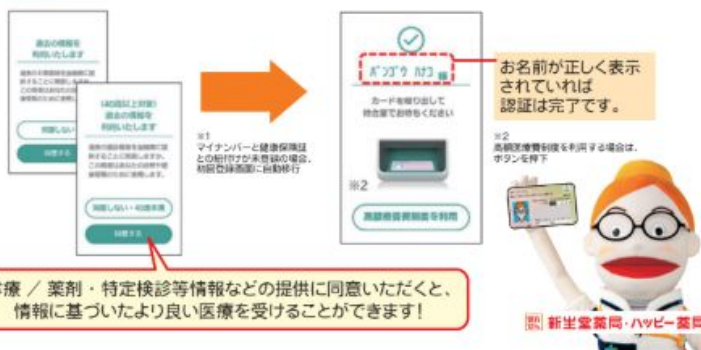 過去の情報を
利用いたします
同意しない
同意する
(40歳以上対象)
過去の情報を
利用いたします
同意しない・40歳未満
同意する
バンゴウ ハナコ 様
カードを取り出して
待合室でお待ちください
※2
高額療養費制度を利用
お名前が正しく表示
されていれば
認証は完了です。
※1
マイナンバーと健康保険証
との紐付けが未登録の場合、
初回登録画面に自動移行
※2
高額医療費制度を利用する場合は、
ボタンを押下
療 / 薬剤・特定検診等情報などの提供に同意いただくと、
情報に基づいたより良い医療を受けることができます!
新生堂薬局・ハッピー薬局